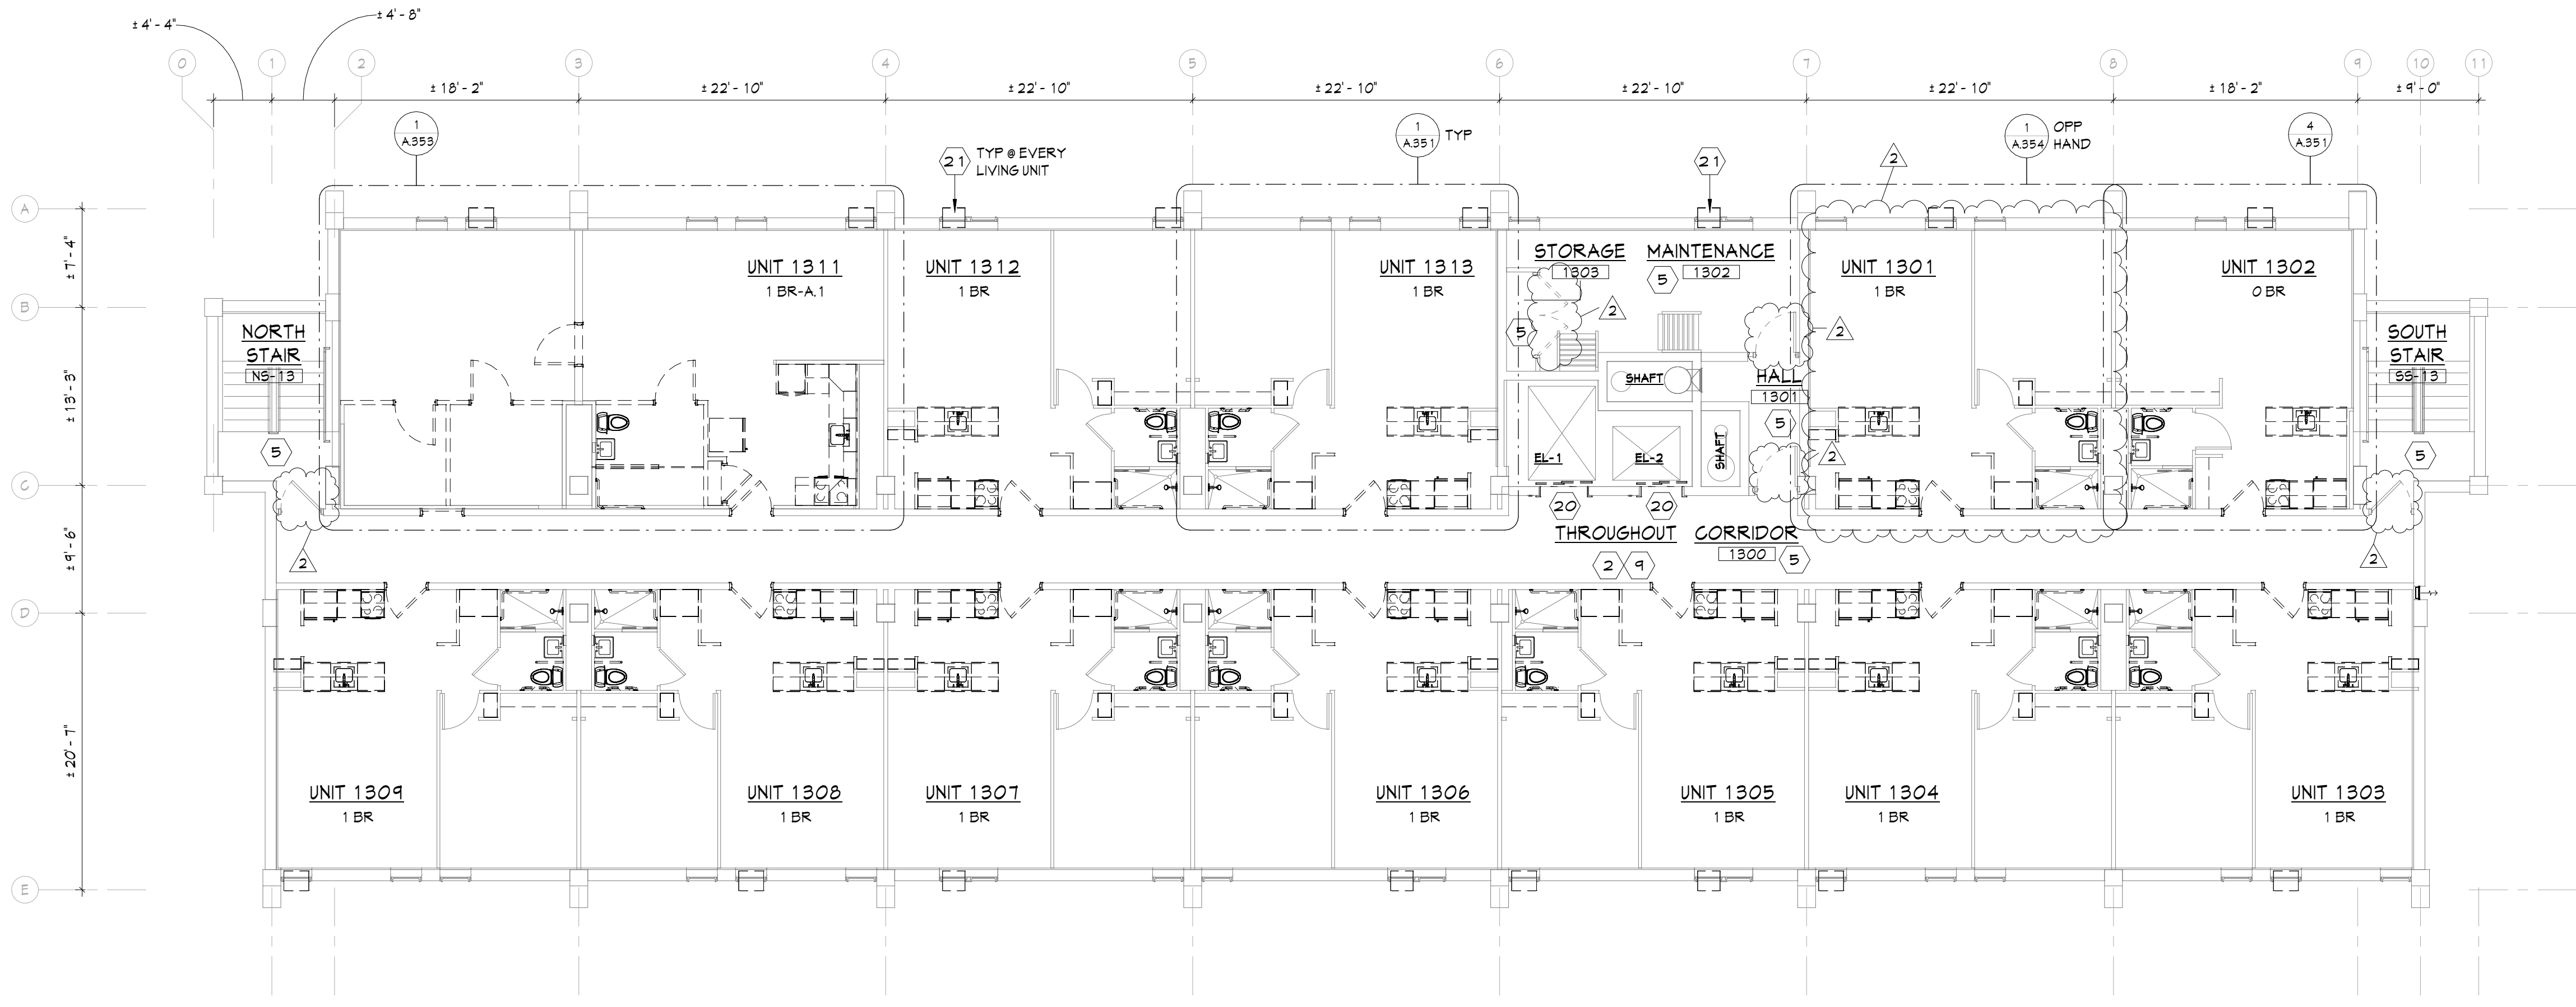 ± 4' - 4"
± 4' - 8"
0
1
2
3
4
5
6
7
8
9
10
11
± 18' - 2"
± 22' - 10"
± 22' - 10"
± 22' - 10"
± 22' - 10"
± 22' - 10"
± 18' - 2"
± 9' - 0"
1
A.353
21
TYP @ EVERY
LIVING UNIT
1
A.351
TYP
21
2
1
A.354
OPP
HAND
4
A.351
A
B
C
D
E
± 7' - 4"
± 13' - 3"
± 9' - 6"
± 20' - 7"
NORTH
STAIR
NS-13
5
2
UNIT 1311
1 BR-A.1
UNIT 1312
1 BR
UNIT 1313
1 BR
STORAGE
1303
5
2
MAINTENANCE
1302
5
SHAFT
HALL
1301
5
2
2
EL-1
EL-2
SHAFT
20
20
UNIT 1301
1 BR
UNIT 1302
0 BR
SOUTH
STAIR
SS-13
5
2
THROUGHOUT
2
9
CORRIDOR
1300
5
UNIT 1309
1 BR
UNIT 1308
1 BR
UNIT 1307
1 BR
UNIT 1306
1 BR
UNIT 1305
1 BR
UNIT 1304
1 BR
UNIT 1303
1 BR